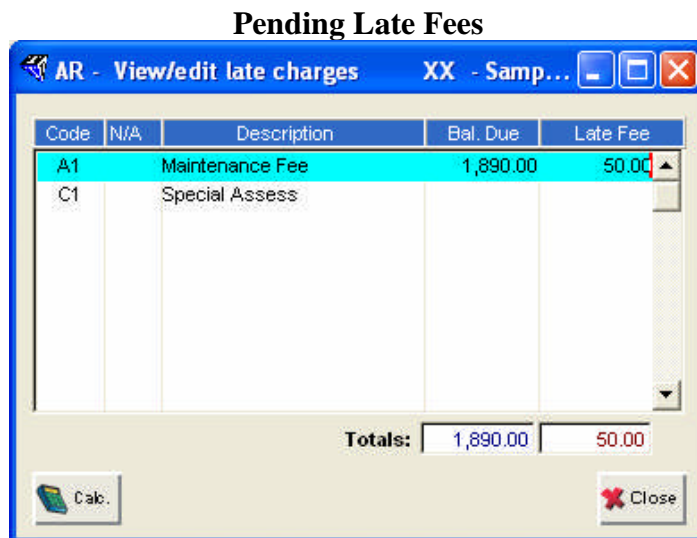 Pending Late Fees
AR - View/edit late charges XX - Samp...
Code N/A Description Bal. Due Late Fee
A1 Maintenance Fee 1,890.00 50.00
C1 Special Assess
Totals: 1,890.00 50.00
Calc. Close